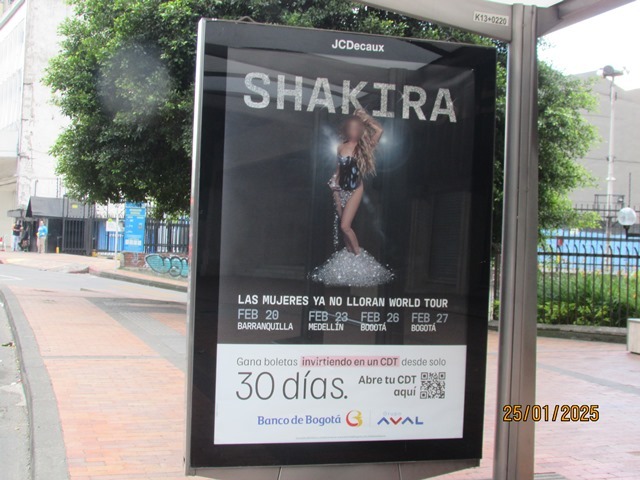 K13+0220
JCDecaux
SHAKIRA
LAS MUJERES YA NO LLORAN WORLD TOUR
FEB 20 FEB 23 FEB 26 FEB 27
BARRANQUILLA MEDELLÍN BOGOTÁ BOGOTÁ
Gana boletas invirtiendo en un CDT desde solo
30 días. Abre tu CDT
aquí
Banco de Bogotá AVAL
25/01/2025